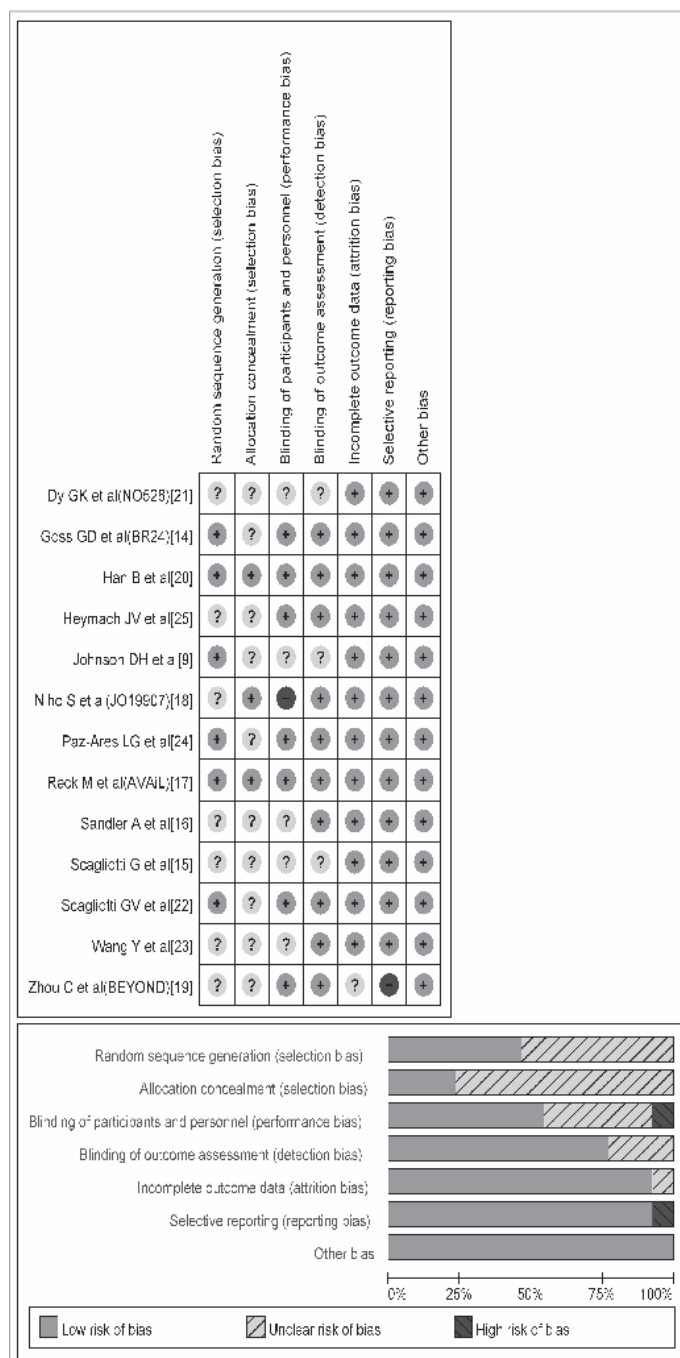 Random sequence generation (selection bias)
Allocation concealment (selection bias)
Blinding of participants and personnel (performance bias)
Blinding of outcome assessment (detection bias)
Incomplete outcome data (attrition bias)
Selective reporting (reporting bias)
Other bias
Dy GK et al(NO528)[21] ? ? ? ? + + +
Goss GD et al(BR24)[14] + ? + + + + +
Han B et al[20] + + + + + + +
Heymach JV et al[25] ? ? + + + + +
Johnson DH et a [9] + ? ? ? + + +
N ho S et a (JO19907)[18] ? + − + + + +
Paz-Ares LG et al[24] + ? + + + + +
Reck M et al(AVAiL)[17] + + + + + + +
Sandler A et al[16] ? ? ? + + + +
Scagliotti G et al[15] ? ? ? ? + + +
Scagliotti GV et al[22] + ? + + + + +
Wang Y et al[23] ? ? ? + + + +
Zhou C et al(BEYOND)[19] ? ? + + ? − +
Random sequence generation (selection bias)
Allocation concealment (selection bias)
Blinding of participants and personnel (performance bias)
Blinding of outcome assessment (detection bias)
Incomplete outcome data (attrition bias)
Selective reporting (reporting bias)
Other bias
0% 25% 50% 75% 100%
Low risk of bias Unclear risk of bias High risk of bias